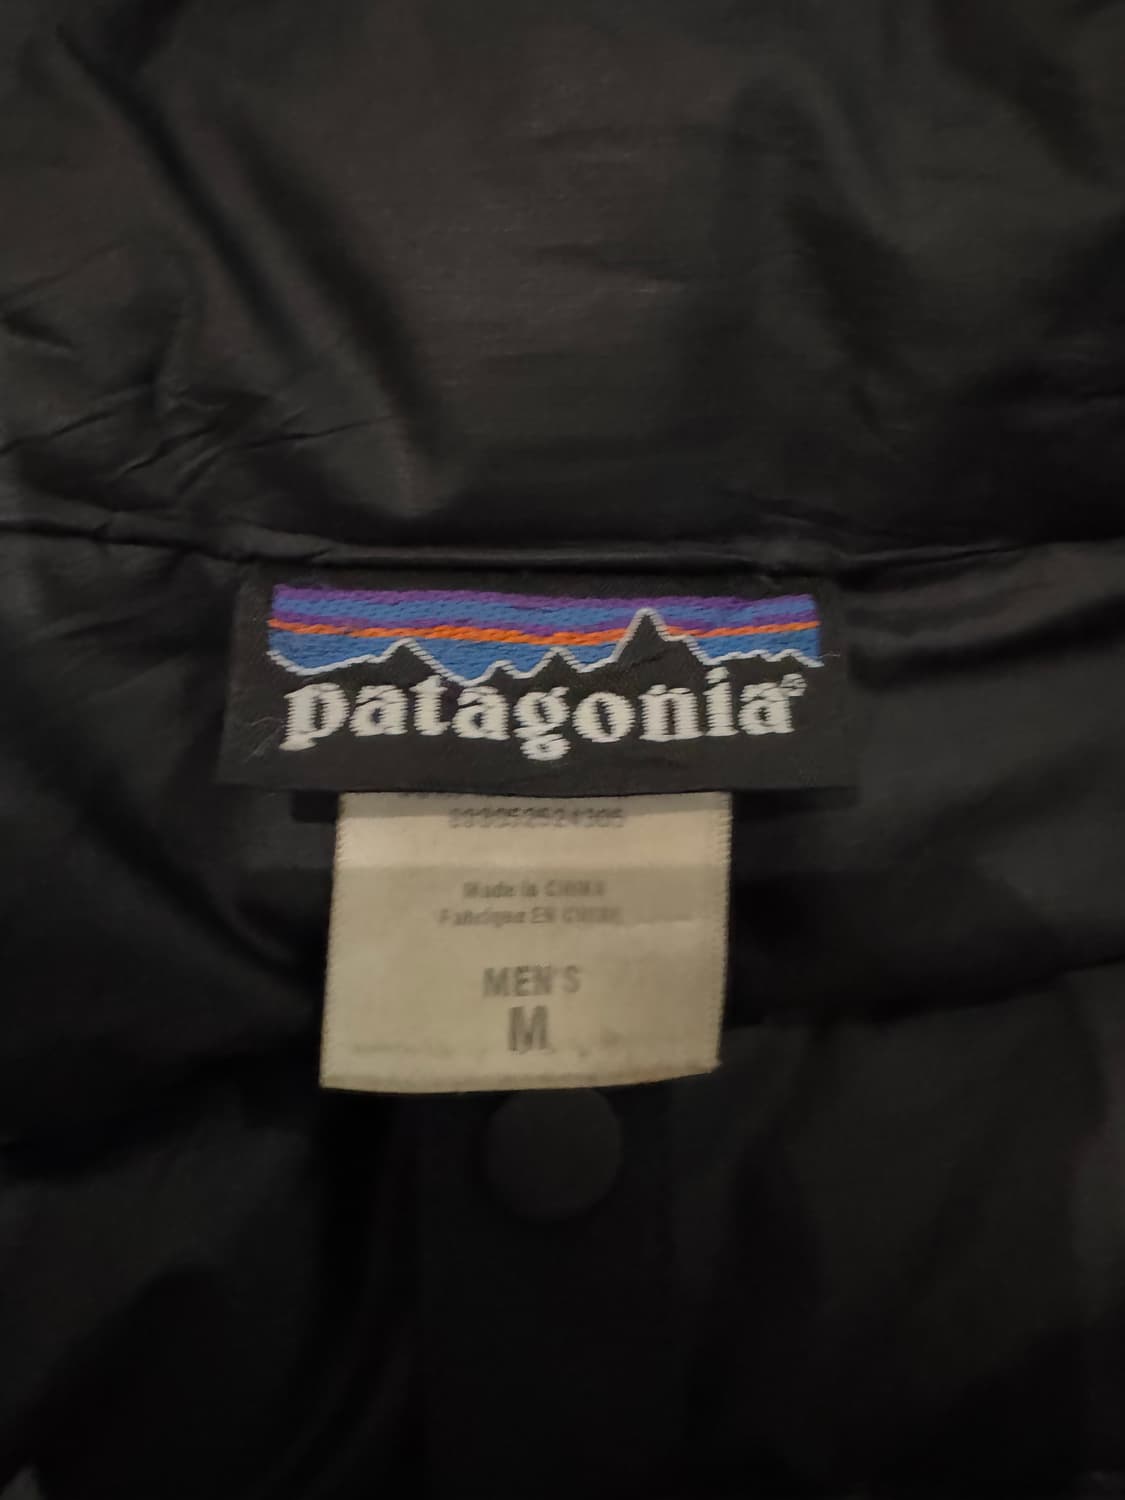 patagonia®
Made in CHINA
Fabriqué EN CHINE
MEN'S
M